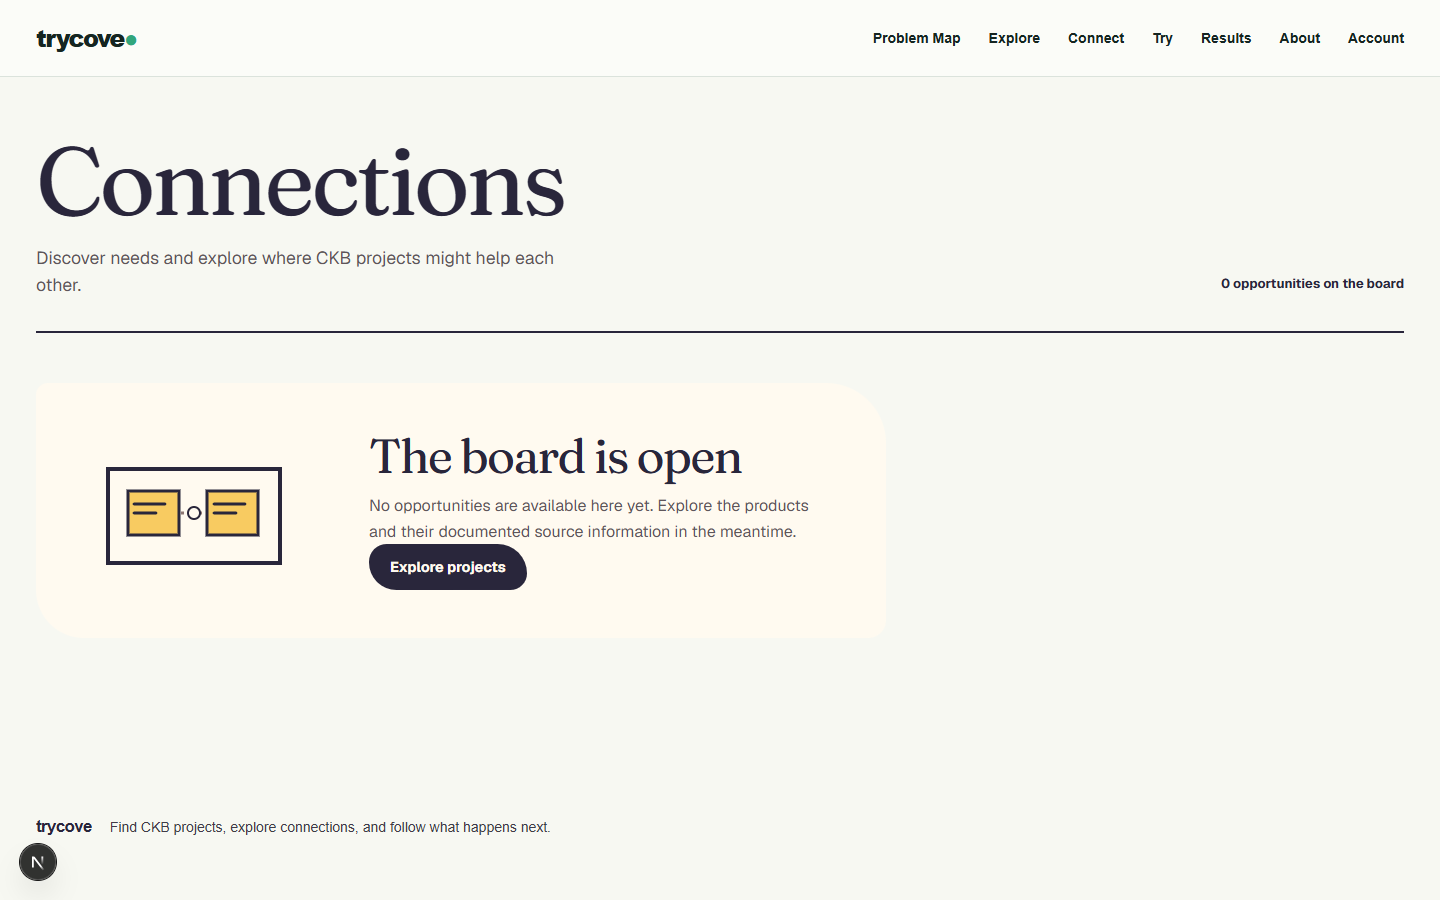 trycove
Problem Map Explore Connect Try Results About Account
Connections
Discover needs and explore where CKB projects might help each
other.
0 opportunities on the board
The board is open
No opportunities are available here yet. Explore the products
and their documented source information in the meantime.
Explore projects
trycove Find CKB projects, explore connections, and follow what happens next.
N